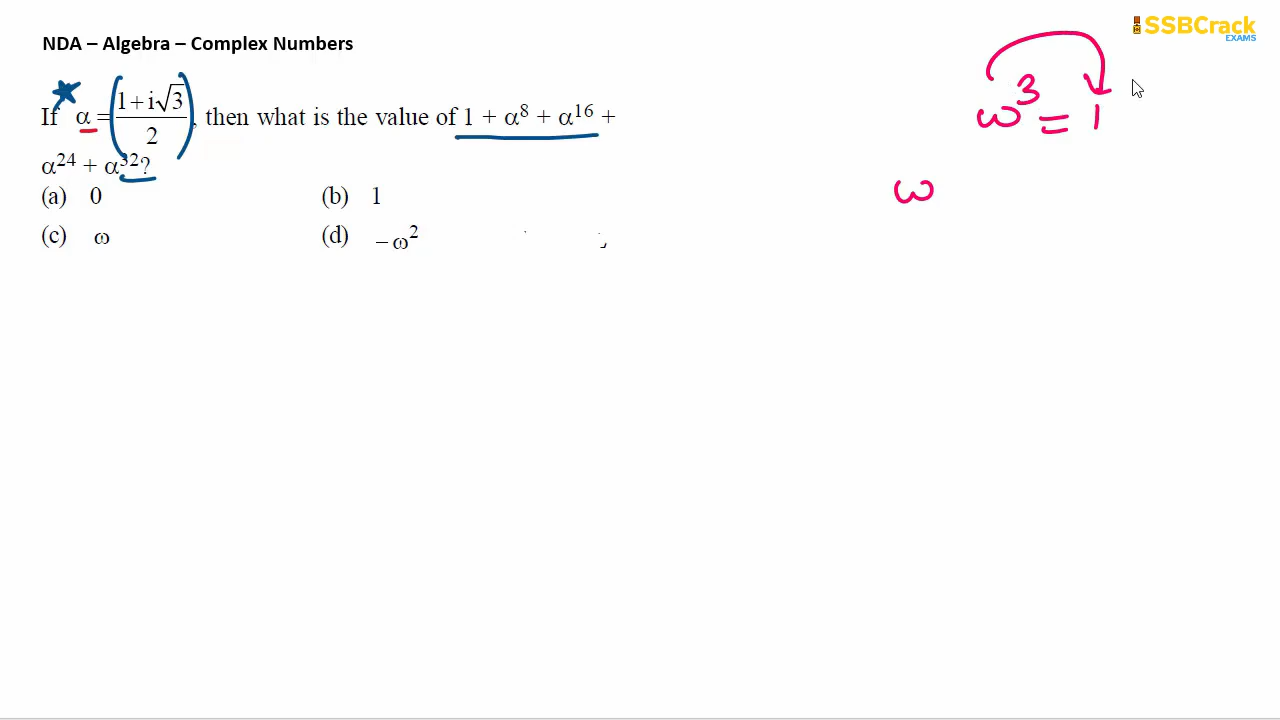 SSBCrack
EXAMS
NDA – Algebra – Complex Numbers
If α = (1 + i√3 / 2), then what is the value of 1 + α⁸ + α¹⁶ +
α²⁴ + α³²?
(a) 0 (b) 1
(c) ω (d) –ω²
ω³ = 1
ω